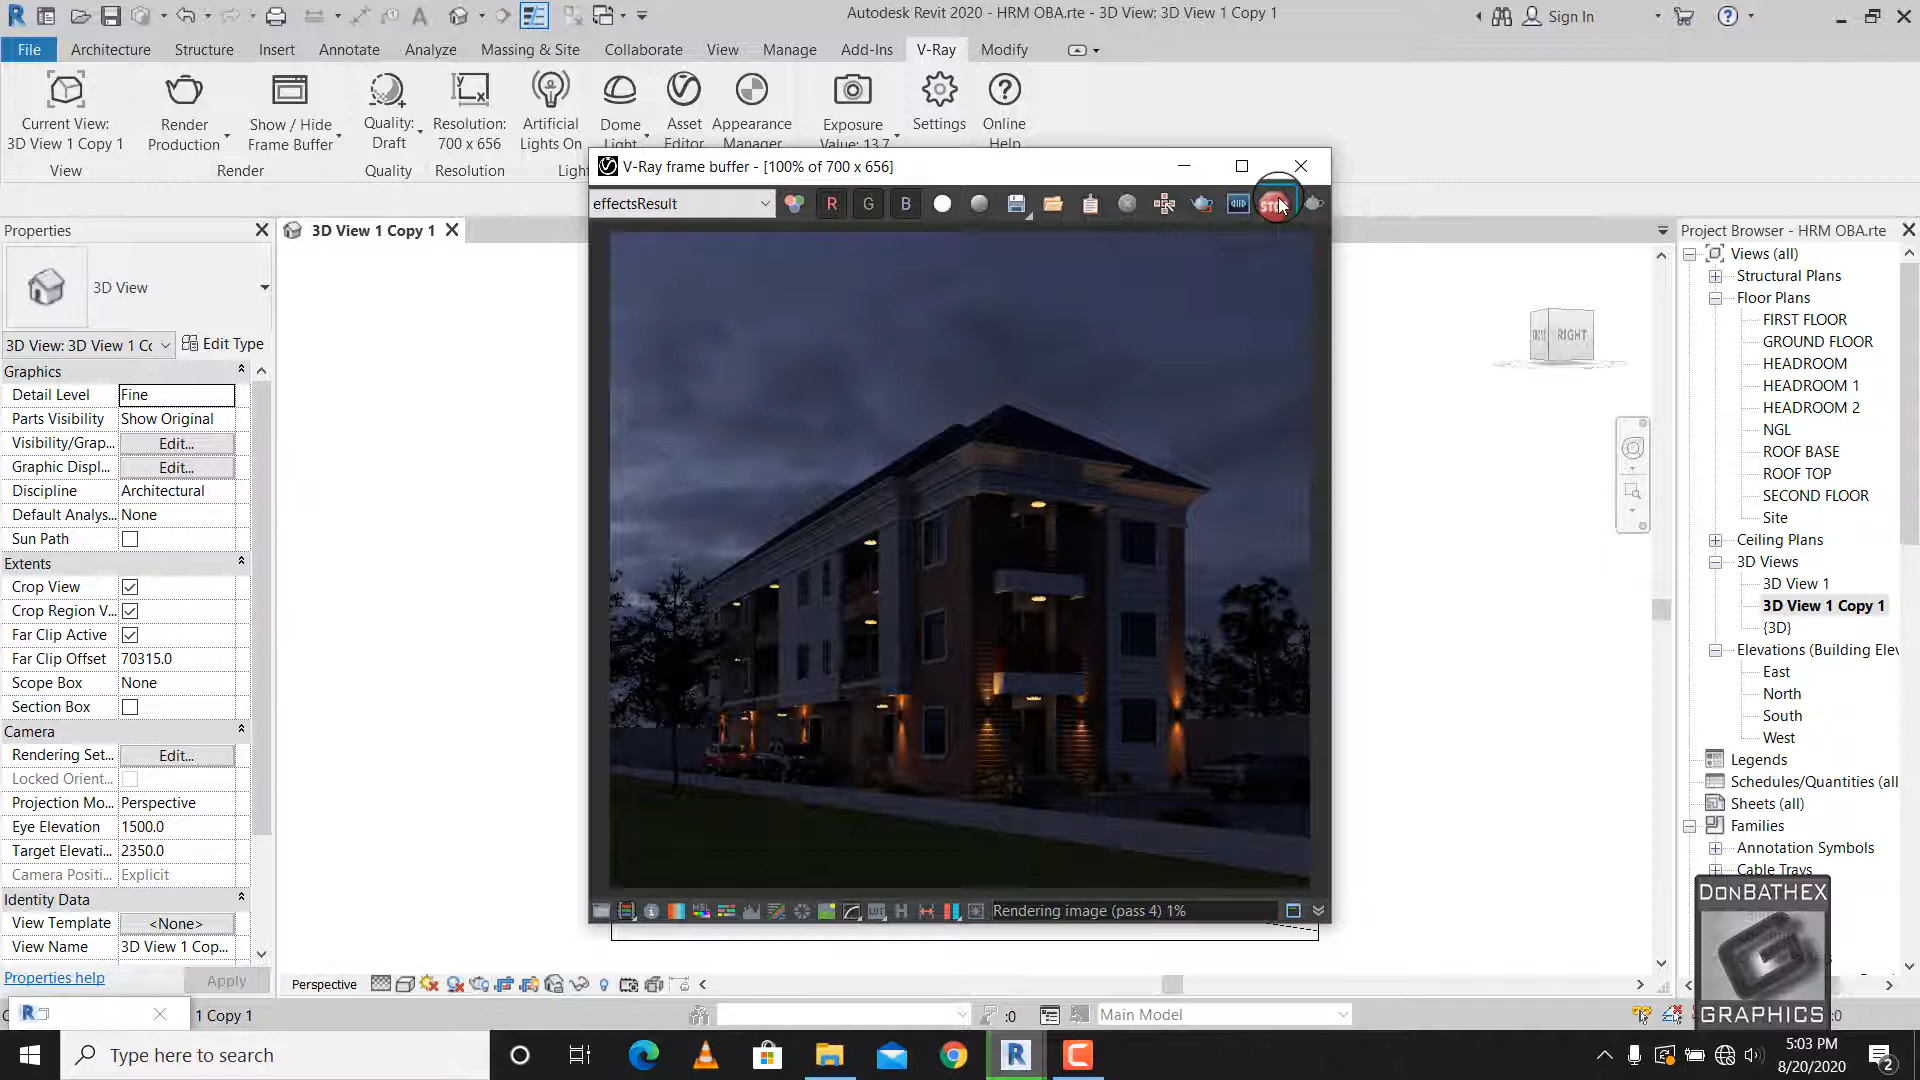 Autodesk Revit 2020 - HRM OBA.rte - 3D View: 3D View 1 Copy 1
Sign In
File
Architecture
Structure
Insert
Annotate
Analyze
Massing & Site
Collaborate
View
Manage
Add-Ins
V-Ray
Modify
Current View:
3D View 1 Copy 1
View
Render
Production
Show / Hide
Frame Buffer
Render
Quality:
Draft
Quality
Resolution:
700 x 656
Resolution
Artificial
Lights On
Dome
Light
Asset
Editor
Appearance
Manager
Exposure
Value: 13.7
Settings
Online
Help
V-Ray frame buffer - [100% of 700 x 656]
effectsResult
R
G
B
STOP
Properties
3D View
3D View: 3D View 1 Cc
Edit Type
Graphics
Detail Level
Fine
Parts Visibility
Show Original
Visibility/Grap...
Edit...
Graphic Displ...
Edit...
Discipline
Architectural
Default Analys...
None
Sun Path
Extents
Crop View
Crop Region V...
Far Clip Active
Far Clip Offset
70315.0
Scope Box
None
Section Box
Camera
Rendering Set...
Edit...
Locked Orient...
Projection Mo...
Perspective
Eye Elevation
1500.0
Target Elevati...
2350.0
Camera Positi...
Explicit
Identity Data
View Template
<None>
View Name
3D View 1 Cop...
Properties help
Apply
3D View 1 Copy 1
RIGHT
Rendering image (pass 4) 1%
Perspective
Project Browser - HRM OBA.rte
Views (all)
Structural Plans
Floor Plans
FIRST FLOOR
GROUND FLOOR
HEADROOM
HEADROOM 1
HEADROOM 2
NGL
ROOF BASE
ROOF TOP
SECOND FLOOR
Site
Ceiling Plans
3D Views
3D View 1
3D View 1 Copy 1
{3D}
Elevations (Building Elev
East
North
South
West
Legends
Schedules/Quantities (all
Sheets (all)
Families
Annotation Symbols
Cable Trays
DONBATHEX
GRAPHICS
1 Copy 1
:0
Main Model
:0
Type here to search
5:03 PM
8/20/2020
2